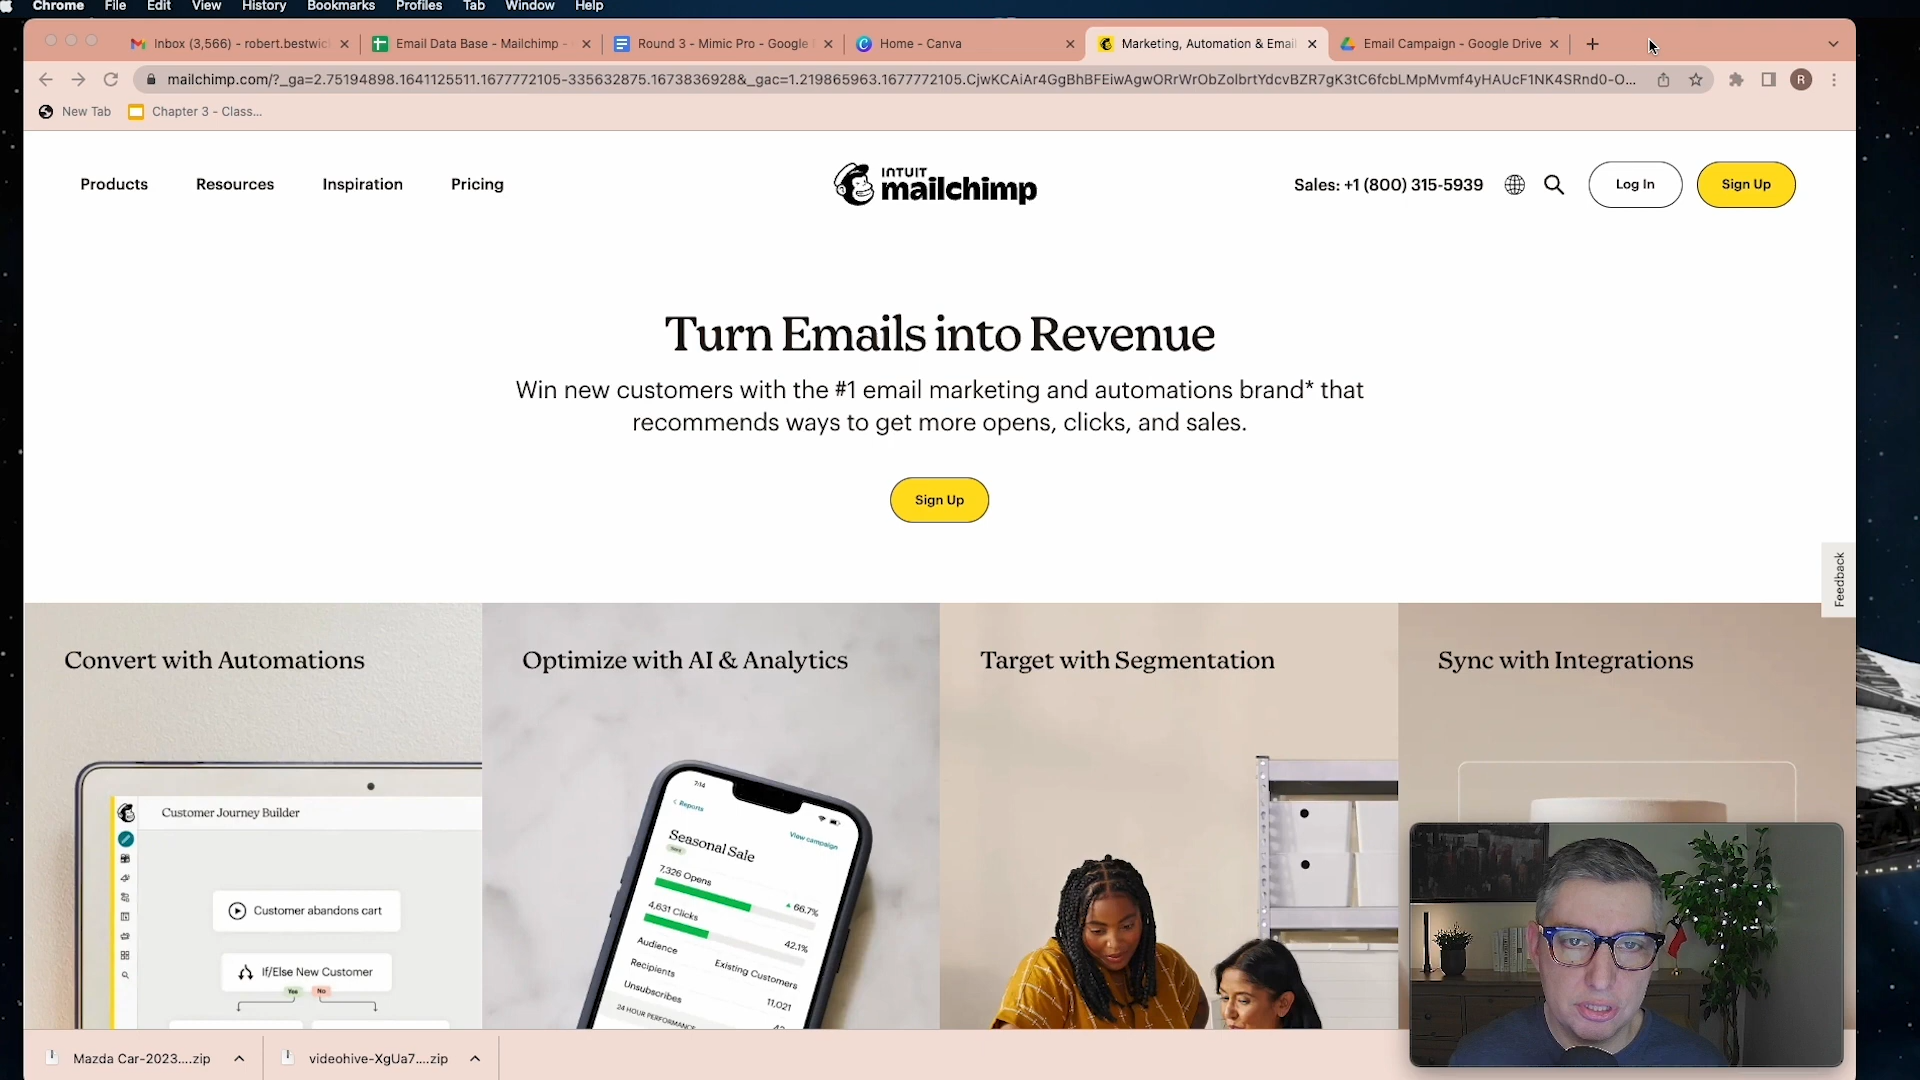 Chrome File Edit View History Bookmarks Profiles Tab Window Help
Inbox (3,566) - robert.bestwic
Email Data Base - Mailchimp -
Round 3 - Mimic Pro - Google
Home - Canva
Marketing, Automation & Email
Email Campaign - Google Drive
mailchimp.com/?_ga=2.75194898.1641125511.1677772105-335632875.1673836928&_gac=1.219865963.1677772105.CjwKCAiAr4GgBhBFEiwAgwORrWrObZolbrtYdcvBZR7gK3tC6fcbLMpMvmf4yHAUcF1NK4SRnd0-O...
R
New Tab
Chapter 3 - Class...
Products
Resources
Inspiration
Pricing
INTUIT
mailchimp
Sales: +1 (800) 315-5939
Log In
Sign Up
Turn Emails into Revenue
Win new customers with the #1 email marketing and automations brand* that
recommends ways to get more opens, clicks, and sales.
Sign Up
Feedback
Convert with Automations
Optimize with AI & Analytics
Target with Segmentation
Sync with Integrations
Customer Journey Builder
Customer abandons cart
If/Else New Customer
Yes
No
7:14
Reports
View campaign
Seasonal Sale
Sent
7,326 Opens
66.7%
4,631 Clicks
42.1%
Audience
Existing Customers
Recipients
11,021
Unsubscribes
24 HOUR PERFORMANCE
Mazda Car-2023....zip
videohive-XgUa7....zip